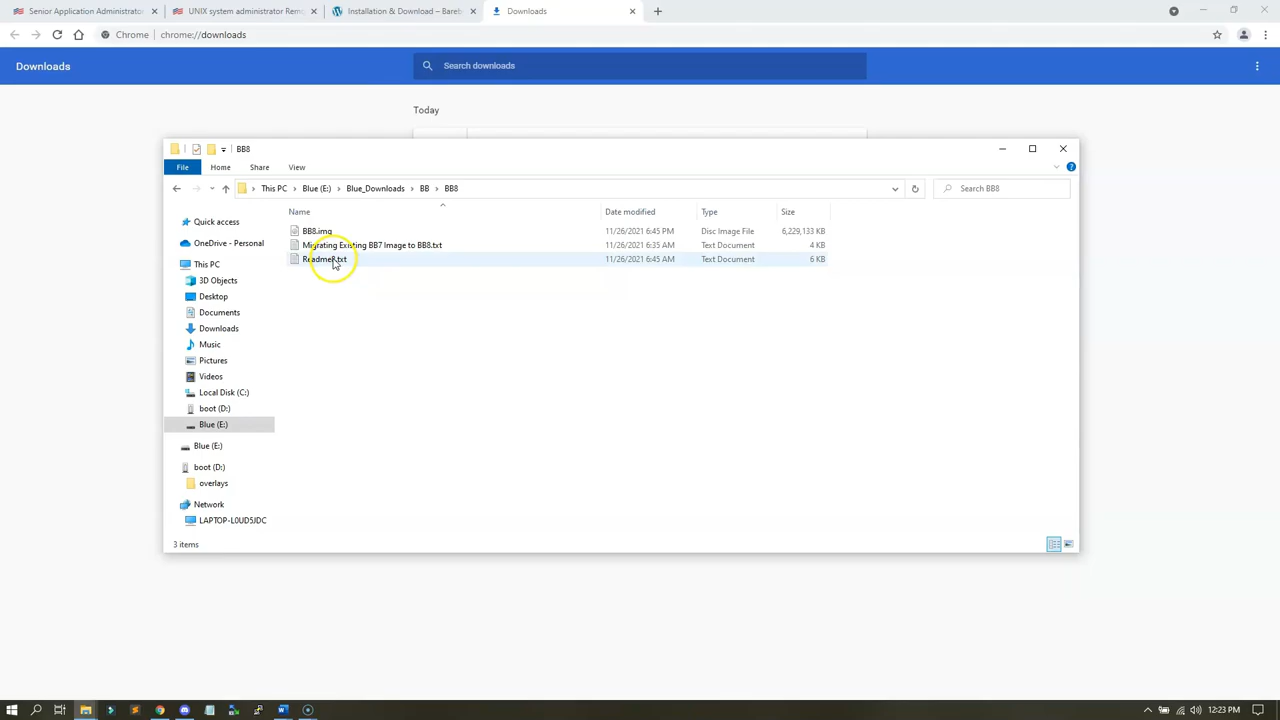 Senior Application Administrator
UNIX system administrator Rem
Installation & Download – Bareb
Downloads
Chrome
chrome://downloads
Downloads
Search downloads
Today
BB8
File
Home
Share
View
This PC
Blue (E:)
Blue_Downloads
BB
BB8
Search BB8
Name
Date modified
Type
Size
Quick access
OneDrive - Personal
This PC
3D Objects
Desktop
Documents
Downloads
Music
Pictures
Videos
Local Disk (C:)
boot (D:)
Blue (E:)
Blue (E:)
boot (D:)
overlays
Network
LAPTOP-L0UD5JDC
BB8.img 11/26/2021 6:45 PM Disc Image File 6,229,133 KB
Migrating Existing BB7 Image to BB8.txt 11/26/2021 6:35 AM Text Document 4 KB
11/26/2021 6:45 AM Text Document 6 KB
3 items
12:23 PM